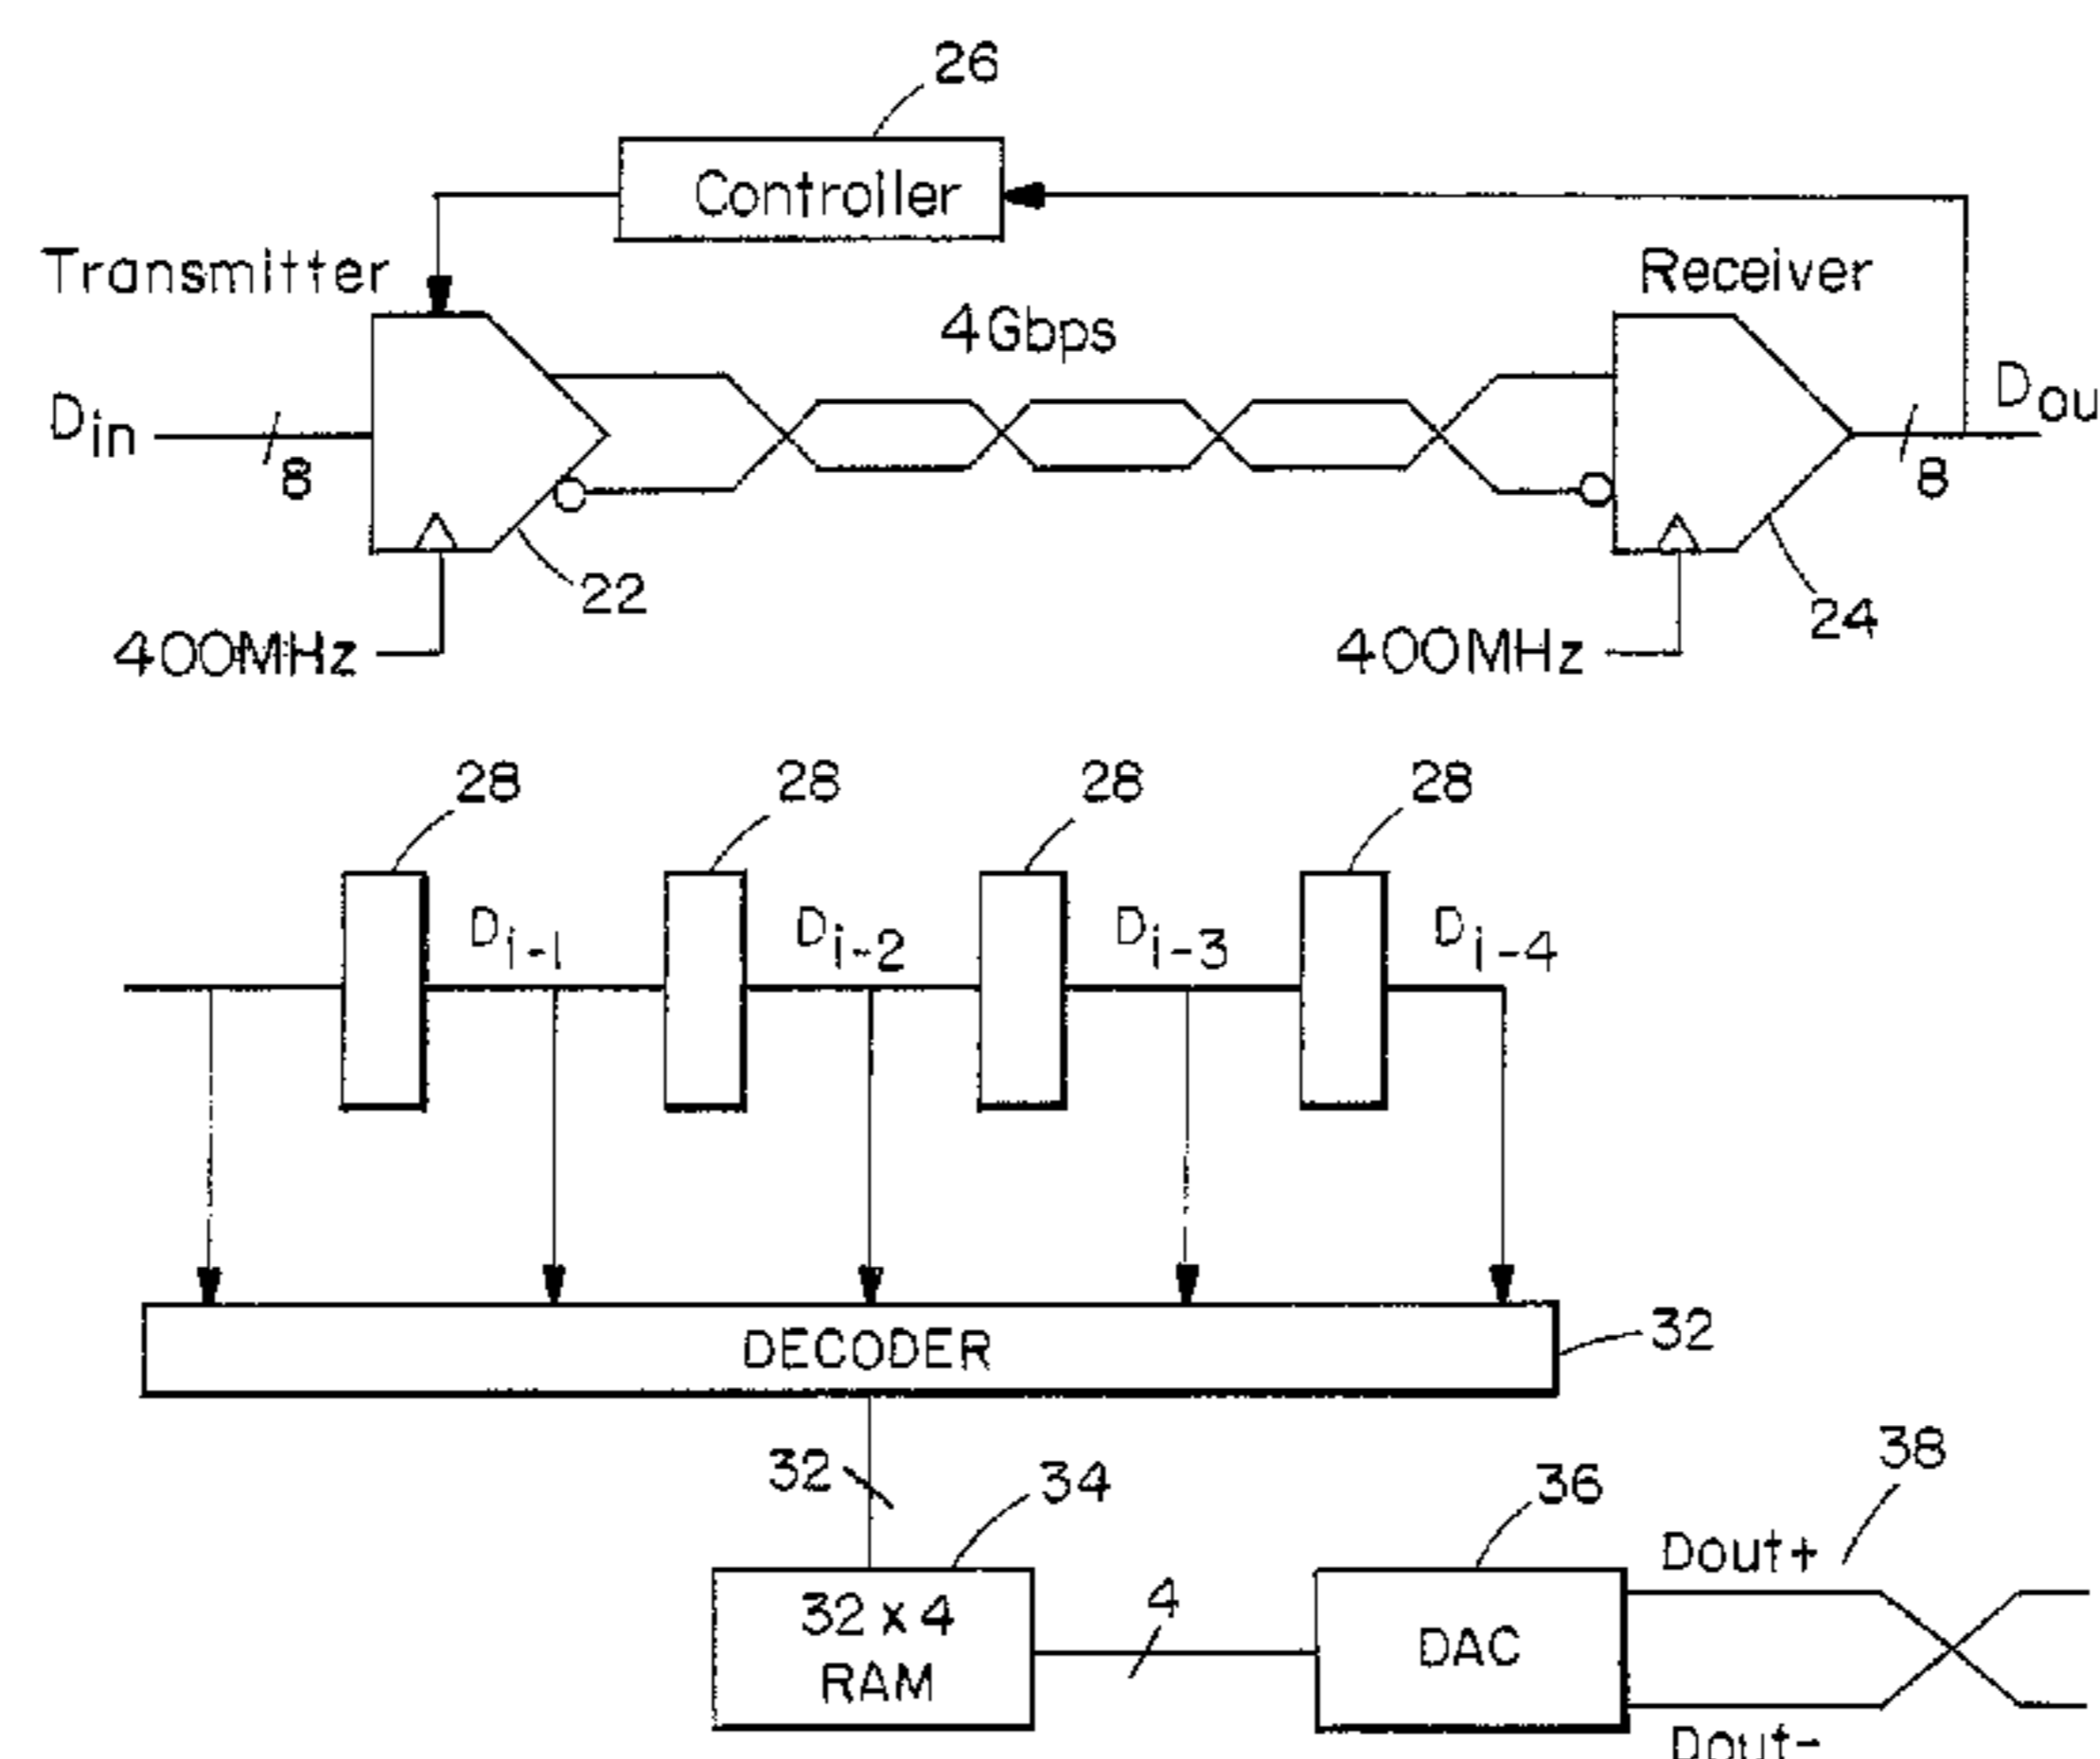 26
Controller
Transmitter
Receiver
4Gbps
Din
8
Dou
8
22
24
400MHz
400MHz
28
28
28
28
Di-1
Di-2
Di-3
Di-4
DECODER
32
32
34
36
38
32 x 4
RAM
4
DAC
Dout+
Dout-